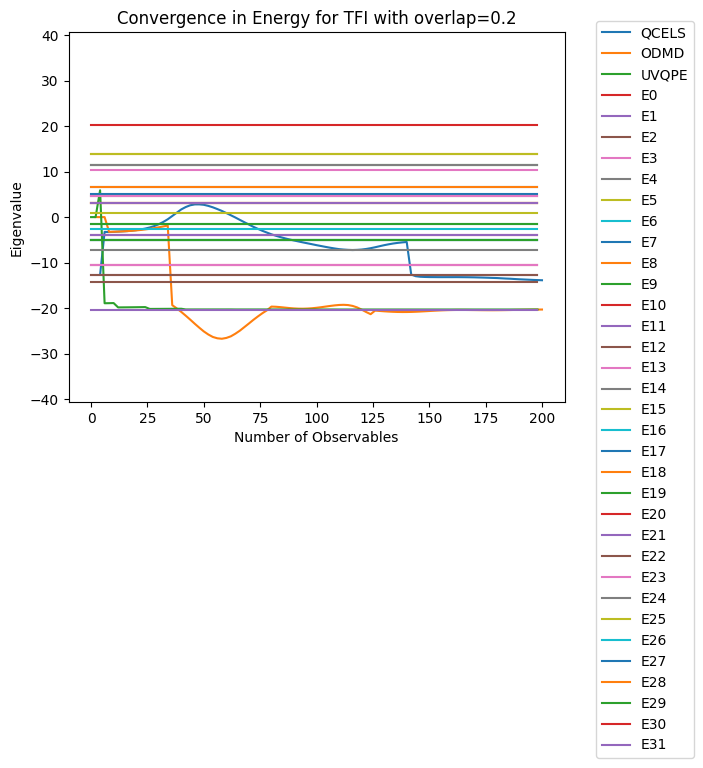 Convergence in Energy for TFI with overlap=0.2
40
30
20
10
0
−10
−20
−30
−40
Eigenvalue
0 25 50 75 100 125 150 175 200
Number of Observables
QCELS
ODMD
UVQPE
E0
E1
E2
E3
E4
E5
E6
E7
E8
E9
E10
E11
E12
E13
E14
E15
E16
E17
E18
E19
E20
E21
E22
E23
E24
E25
E26
E27
E28
E29
E30
E31